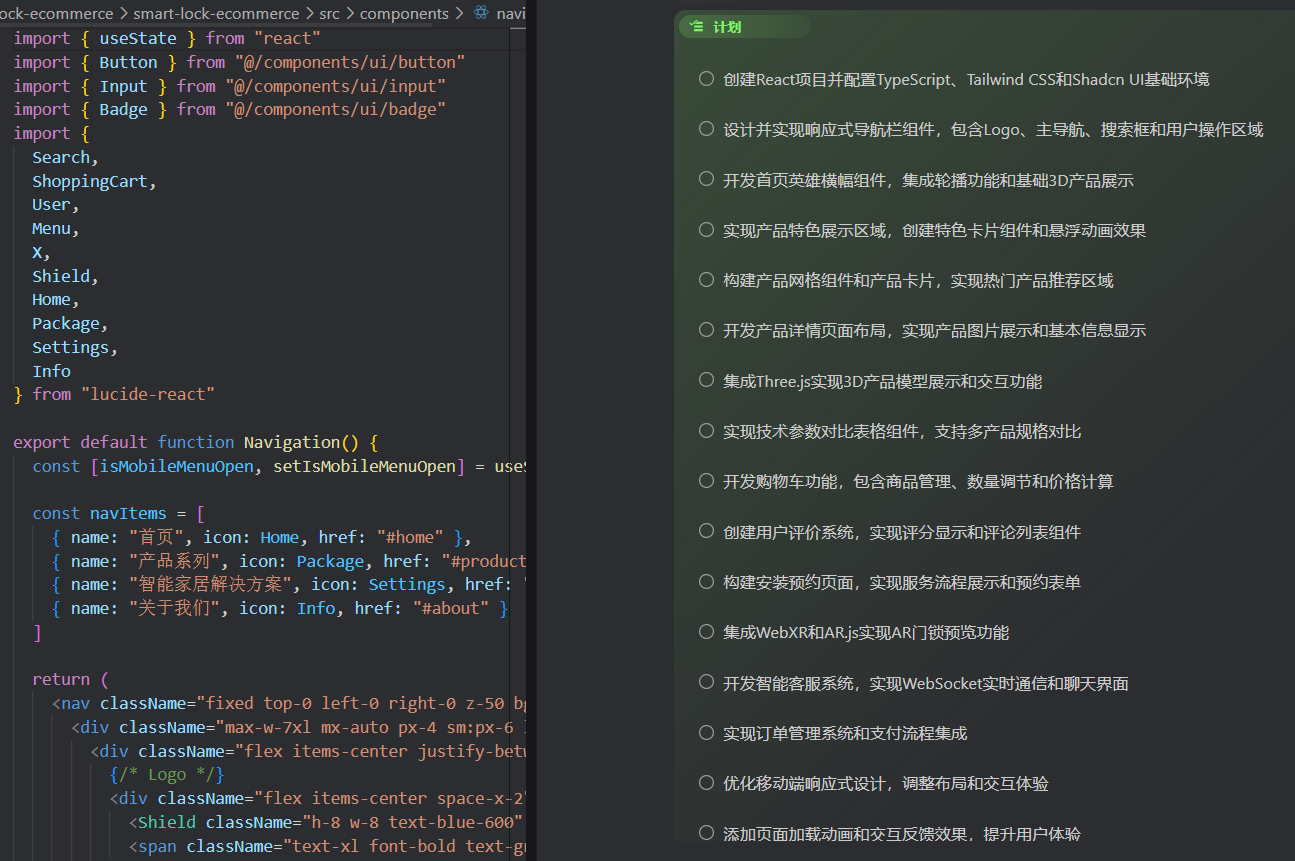 ock-ecommerce > smart-lock-ecommerce > src > components > navi
import { useState } from "react"
import { Button } from "@/components/ui/button"
import { Input } from "@/components/ui/input"
import { Badge } from "@/components/ui/badge"
import {
Search,
ShoppingCart,
User,
Menu,
X,
Shield,
Home,
Package,
Settings,
Info
} from "lucide-react"
export default function Navigation() {
const [isMobileMenuOpen, setIsMobileMenuOpen] = use
const navItems = [
{ name: "首页", icon: Home, href: "#home" },
{ name: "产品系列", icon: Package, href: "#product
{ name: "智能家居解决方案", icon: Settings, href: "
{ name: "关于我们", icon: Info, href: "#about" }
]
return (
<nav className="fixed top-0 left-0 right-0 z-50 bg
<div className="max-w-7xl mx-auto px-4 sm:px-6
<div className="flex items-center justify-betw
{/* Logo */}
<div className="flex items-center space-x-2"
<Shield className="h-8 w-8 text-blue-600"
<span className="text-xl font-bold text-gr
计划
创建React项目并配置TypeScript、Tailwind CSS和Shadcn UI基础环境
设计并实现响应式导航栏组件，包含Logo、主导航、搜索框和用户操作区域
开发首页英雄横幅组件，集成轮播功能和基础3D产品展示
实现产品特色展示区域，创建特色卡片组件和悬浮动画效果
构建产品网格组件和产品卡片，实现热门产品推荐区域
开发产品详情页面布局，实现产品图片展示和基本信息显示
集成Three.js实现3D产品模型展示和交互功能
实现技术参数对比表格组件，支持多产品规格对比
开发购物车功能，包含商品管理、数量调节和价格计算
创建用户评价系统，实现评分显示和评论列表组件
构建安装预约页面，实现服务流程展示和预约表单
集成WebXR和AR.js实现AR门锁预览功能
开发智能客服系统，实现WebSocket实时通信和聊天界面
实现订单管理系统和支付流程集成
优化移动端响应式设计，调整布局和交互体验
添加页面加载动画和交互反馈效果，提升用户体验